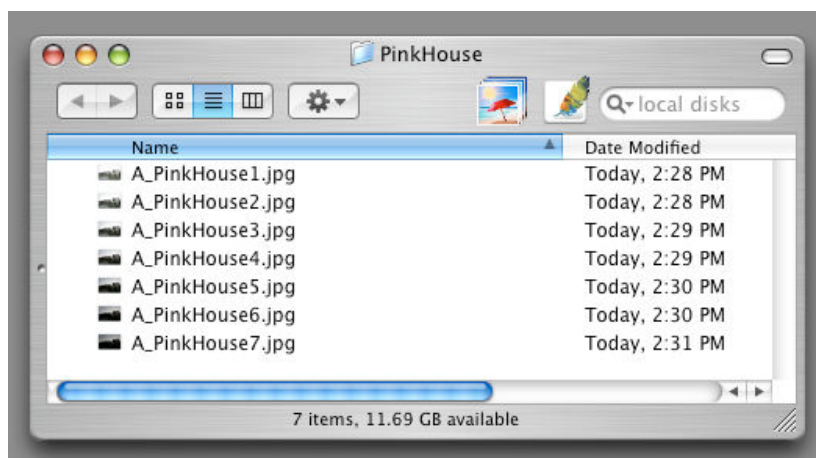 PinkHouse
local disks
Name Date Modified
A_PinkHouse1.jpg Today, 2:28 PM
A_PinkHouse2.jpg Today, 2:28 PM
A_PinkHouse3.jpg Today, 2:29 PM
A_PinkHouse4.jpg Today, 2:29 PM
A_PinkHouse5.jpg Today, 2:30 PM
A_PinkHouse6.jpg Today, 2:30 PM
A_PinkHouse7.jpg Today, 2:31 PM
7 items, 11.69 GB available